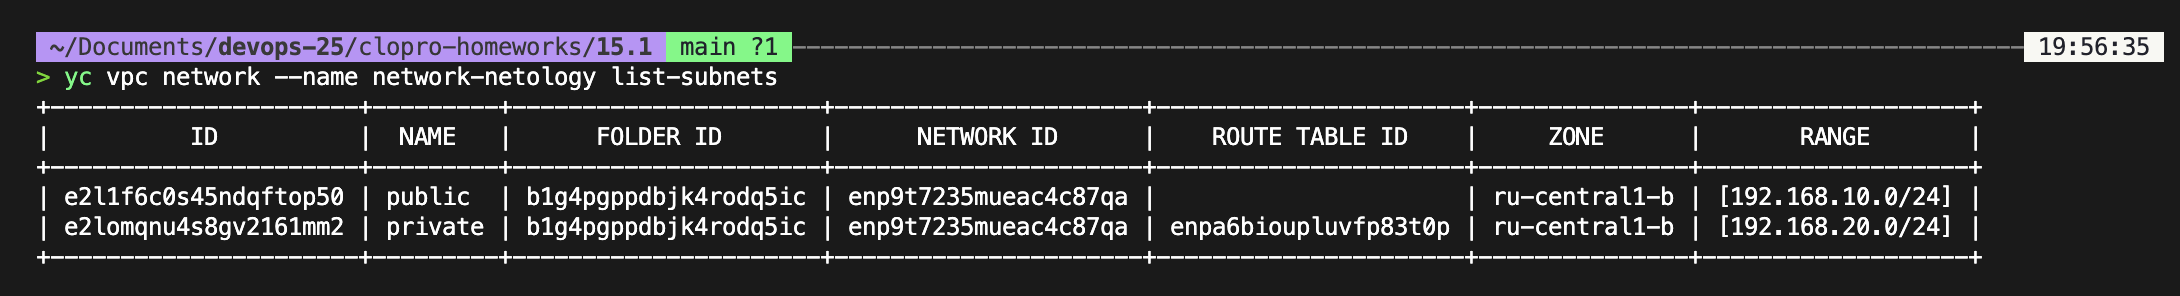 ~/Documents/devops-25/clopro-homeworks/15.1 main ?1 19:56:35
> yc vpc network --name network-netology list-subnets
+----------------------+---------+----------------------+----------------------+----------------------+---------------+-------------------+
| ID | NAME | FOLDER ID | NETWORK ID | ROUTE TABLE ID | ZONE | RANGE |
+----------------------+---------+----------------------+----------------------+----------------------+---------------+-------------------+
| e2l1f6c0s45ndqftop50 | public | b1g4pgppdbjk4rodq5ic | enp9t7235mueac4c87qa | | ru-central1-b | [192.168.10.0/24] |
| e2lomqnu4s8gv2161mm2 | private | b1g4pgppdbjk4rodq5ic | enp9t7235mueac4c87qa | enpa6bioupluvfp83t0p | ru-central1-b | [192.168.20.0/24] |
+----------------------+---------+----------------------+----------------------+----------------------+---------------+-------------------+